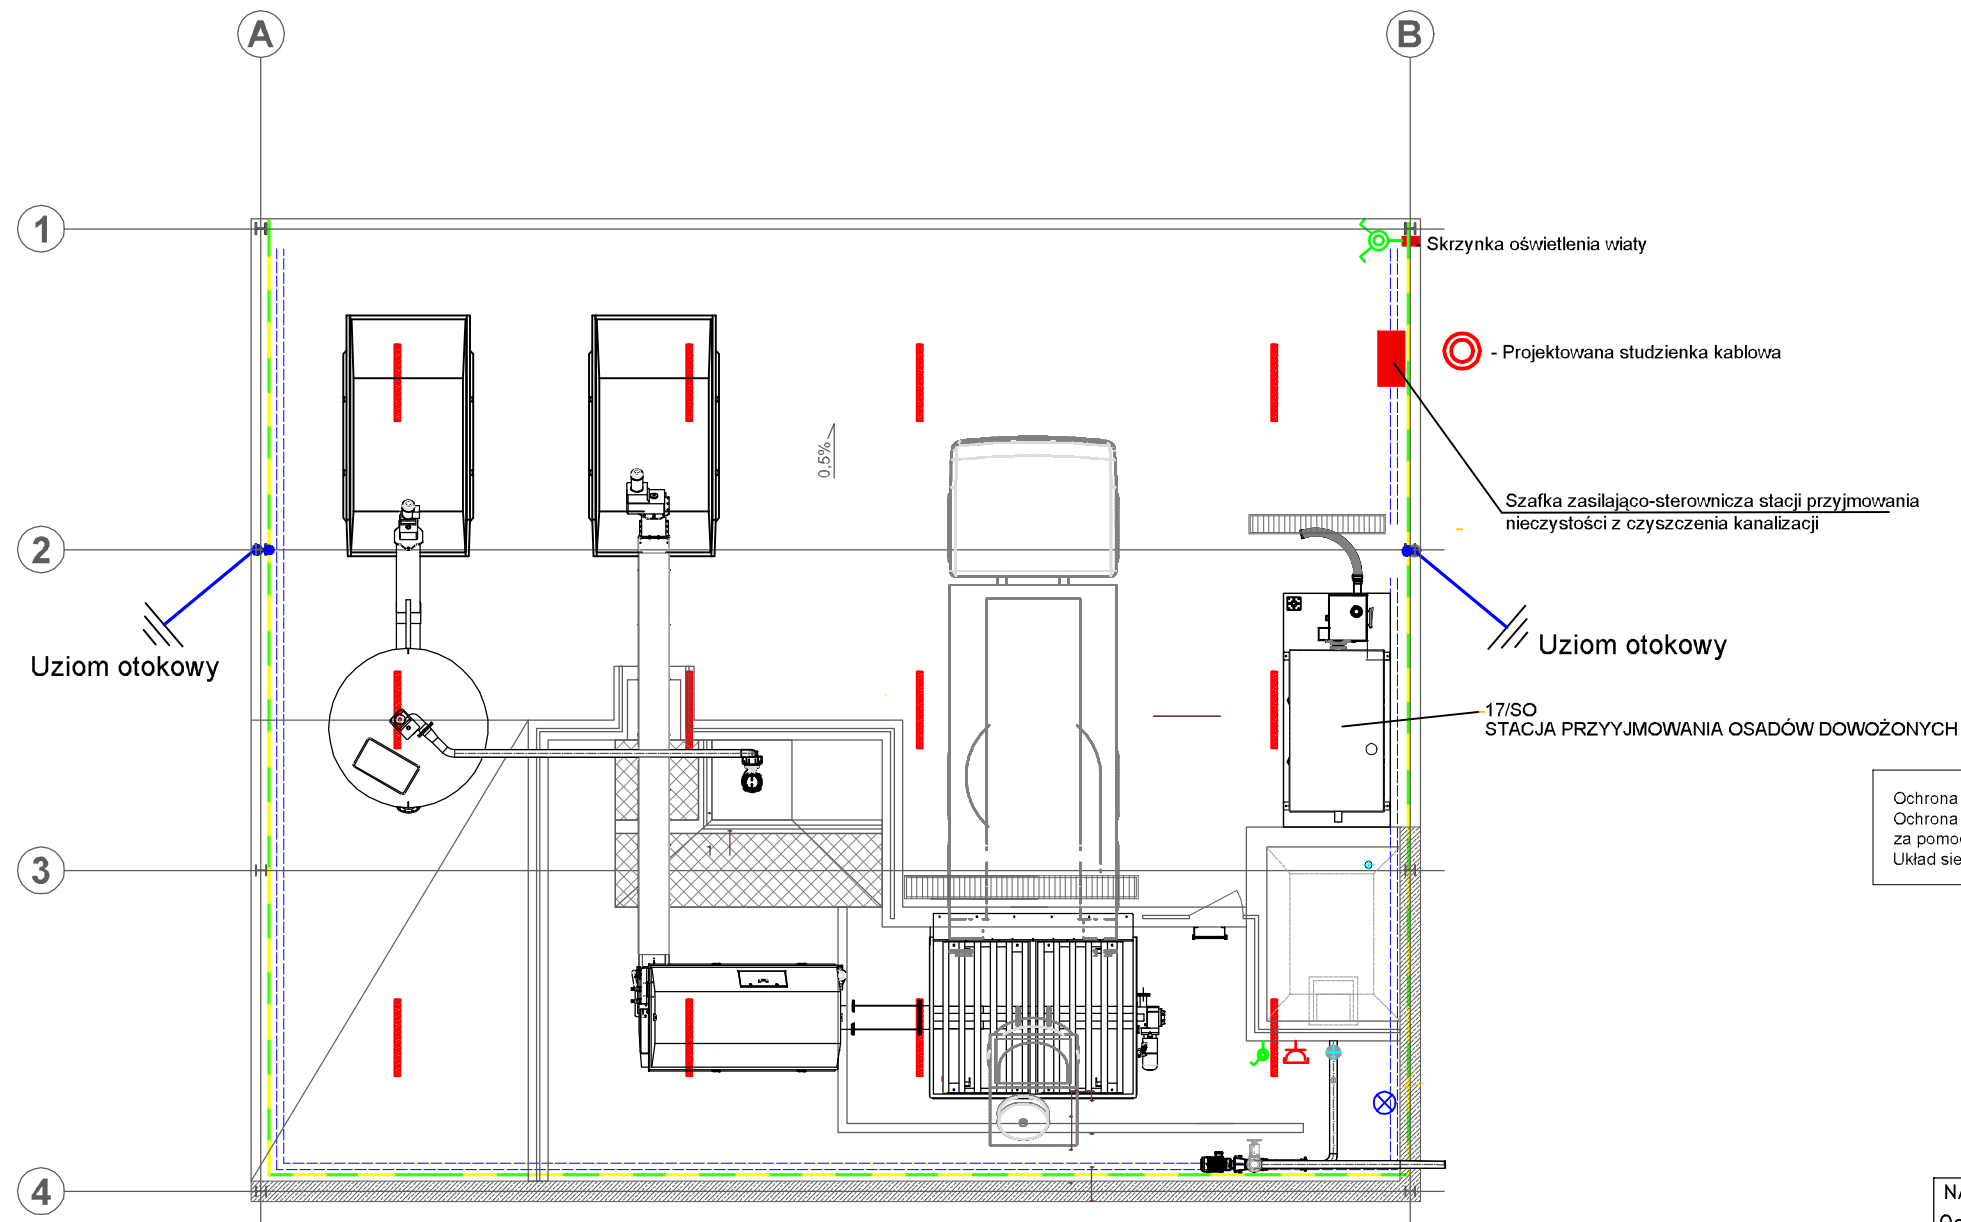 A
B
1
Skrzynka oświetlenia wiaty
- Projektowana studzienka kablowa
0,5%
Szafka zasilająco-sterownicza stacji przyjmowania
nieczystości z czyszczenia kanalizacji
2
Uziom otokowy
Uziom otokowy
17/SO
STACJA PRZYYJMOWANIA OSADÓW DOWOŻONYCH
Ochrona
Ochrona
za pomoc
Układ sie
3
4